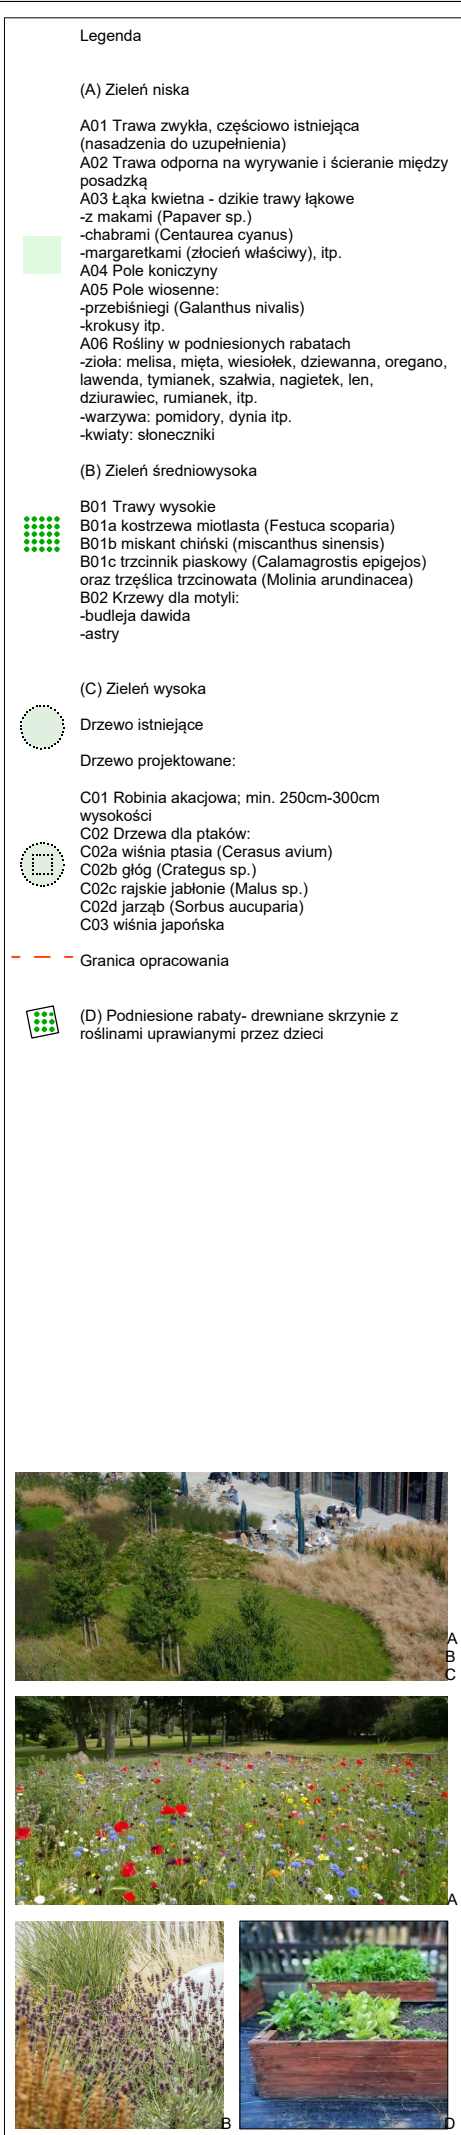 Legenda
(A) Zieleń niska
A01 Trawa zwykła, częściowo istniejąca
(nasadzenia do uzupełnienia)
A02 Trawa odporna na wyrywanie i ścieranie między
posadzką
A03 Łąka kwietna - dzikie trawy łąkowe
-z makami (Papaver sp.)
-chabrami (Centaurea cyanus)
-margaretkami (złocień właściwy), itp.
A04 Pole koniczyny
A05 Pole wiosenne:
-przebiśniegi (Galanthus nivalis)
-krokusy itp.
A06 Rośliny w podniesionych rabatach
-zioła: melisa, mięta, wiesiołek, dziewanna, oregano,
lawenda, tymianek, szałwia, nagietek, len,
dziurawiec, rumianek, itp.
-warzywa: pomidory, dynia itp.
-kwiaty: słoneczniki
(B) Zieleń średniowysoka
B01 Trawy wysokie
B01a kostrzewa miotlasta (Festuca scoparia)
B01b miskant chiński (miscanthus sinensis)
B01c trzcinnik piaskowy (Calamagrostis epigejos)
oraz trzęślica trzcinowata (Molinia arundinacea)
B02 Krzewy dla motyli:
-budleja dawida
-astry
(C) Zieleń wysoka
Drzewo istniejące
Drzewo projektowane:
C01 Robinia akacjowa; min. 250cm-300cm
wysokości
C02 Drzewa dla ptaków:
C02a wiśnia ptasia (Cerasus avium)
C02b głóg (Crategus sp.)
C02c rajskie jabłonie (Malus sp.)
C02d jarząb (Sorbus aucuparia)
C03 wiśnia japońska
Granica opracowania
(D) Podniesione rabaty- drewniane skrzynie z
roślinami uprawianymi przez dzieci
A
B
C
A
B
D